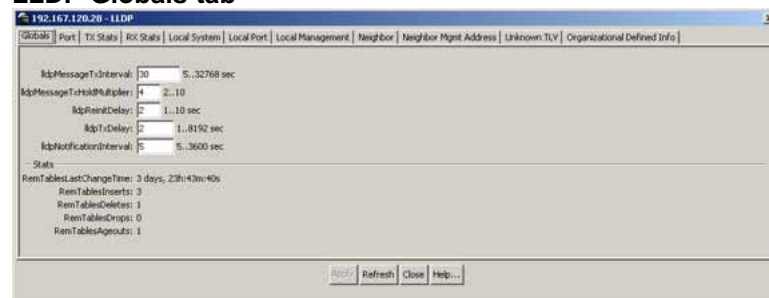 LLDP Globals tab
192.167.120.28 - LLDP
Globals Port TX Stats RX Stats Local System Local Port Local Management Neighbor Neighbor Mgmt Address Unknown TLV Organizational Defined Info
lldpMessageTxInterval: 30 5..32768 sec
lldpMessageTxHoldMultiplier: 4 2..10
lldpReinitDelay: 2 1..10 sec
lldpTxDelay: 2 1..8192 sec
lldpNotificationInterval: 5 5..3600 sec
Stats
RemTablesLastChangeTime: 3 days, 23h:43m:40s
RemTablesInserts: 3
RemTablesDeletes: 1
RemTablesDrops: 0
RemTablesAgeouts: 1
Apply Refresh Close Help...